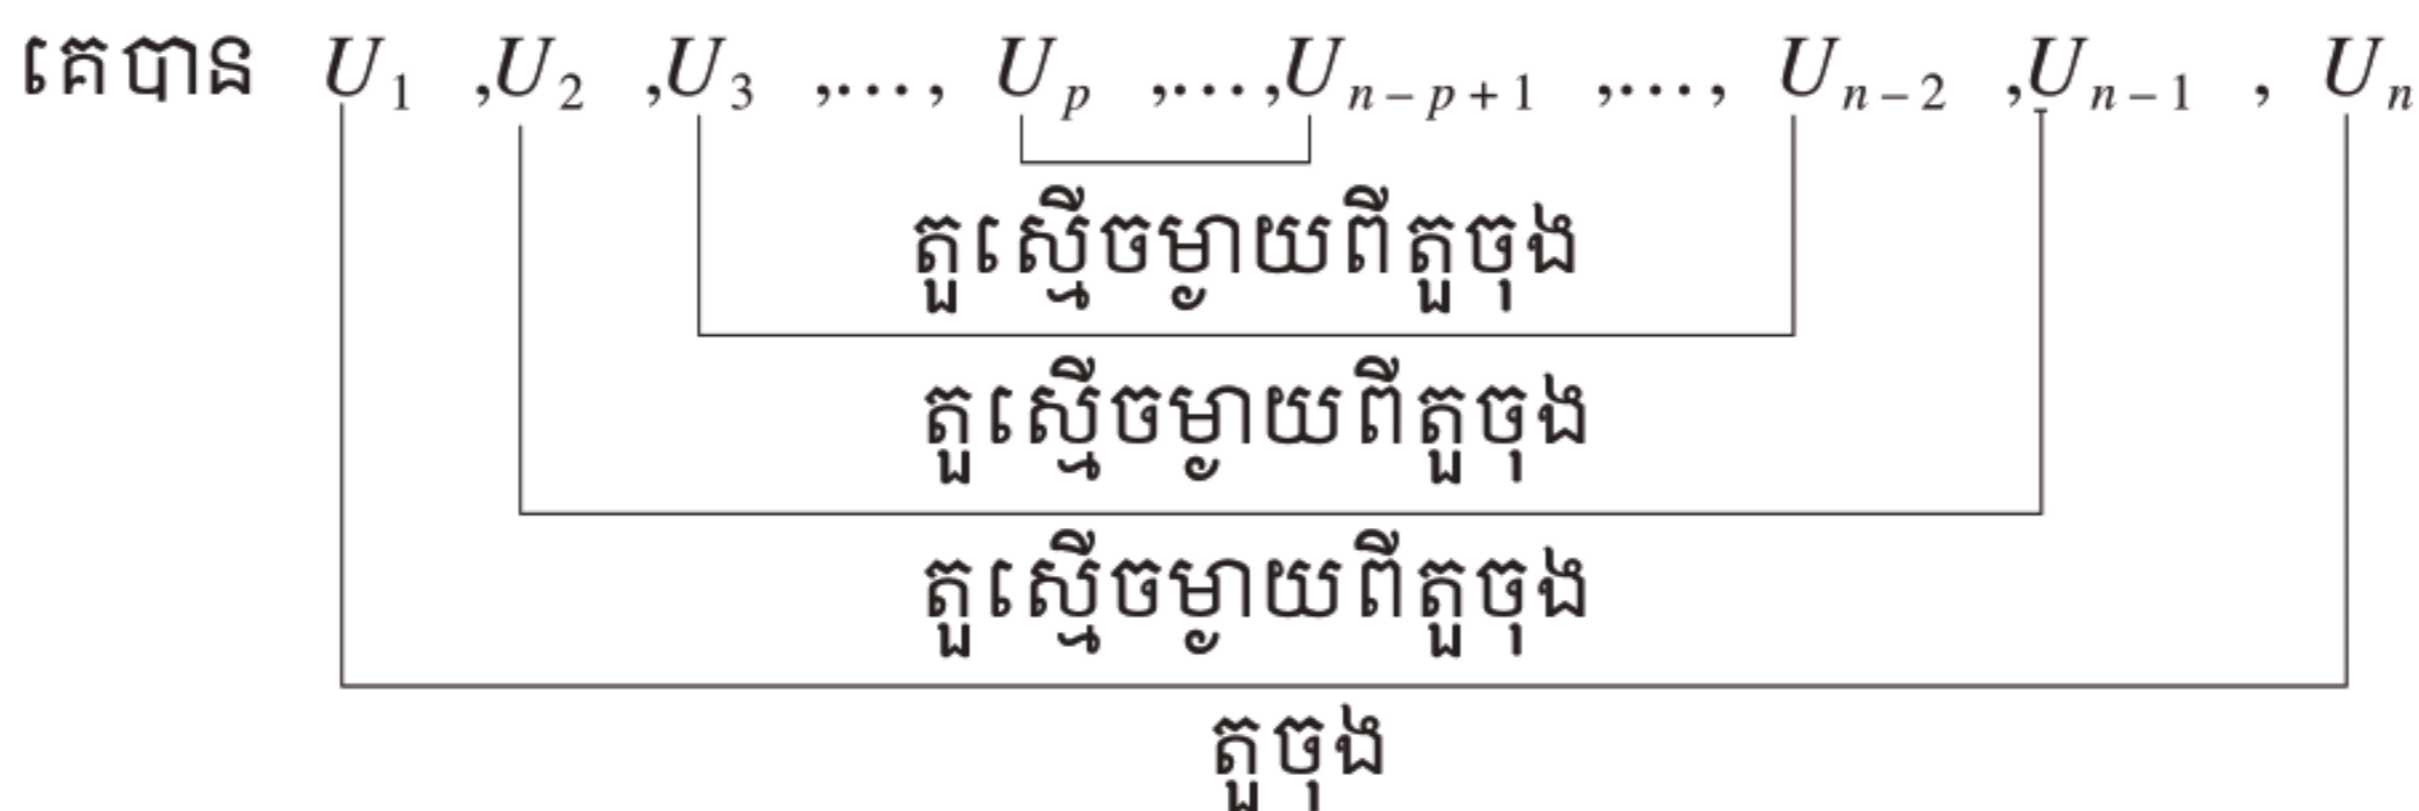 គេបាន U₁ ,U₂ ,U₃ ,..., Uₚ ,...,Uₙ₋ₚ₊₁ ,..., Uₙ₋₂ ,Uₙ₋₁ , Uₙ
តួស្មើចម្ងាយពីតួចុង
តួស្មើចម្ងាយពីតួចុង
តួស្មើចម្ងាយពីតួចុង
តួចុង